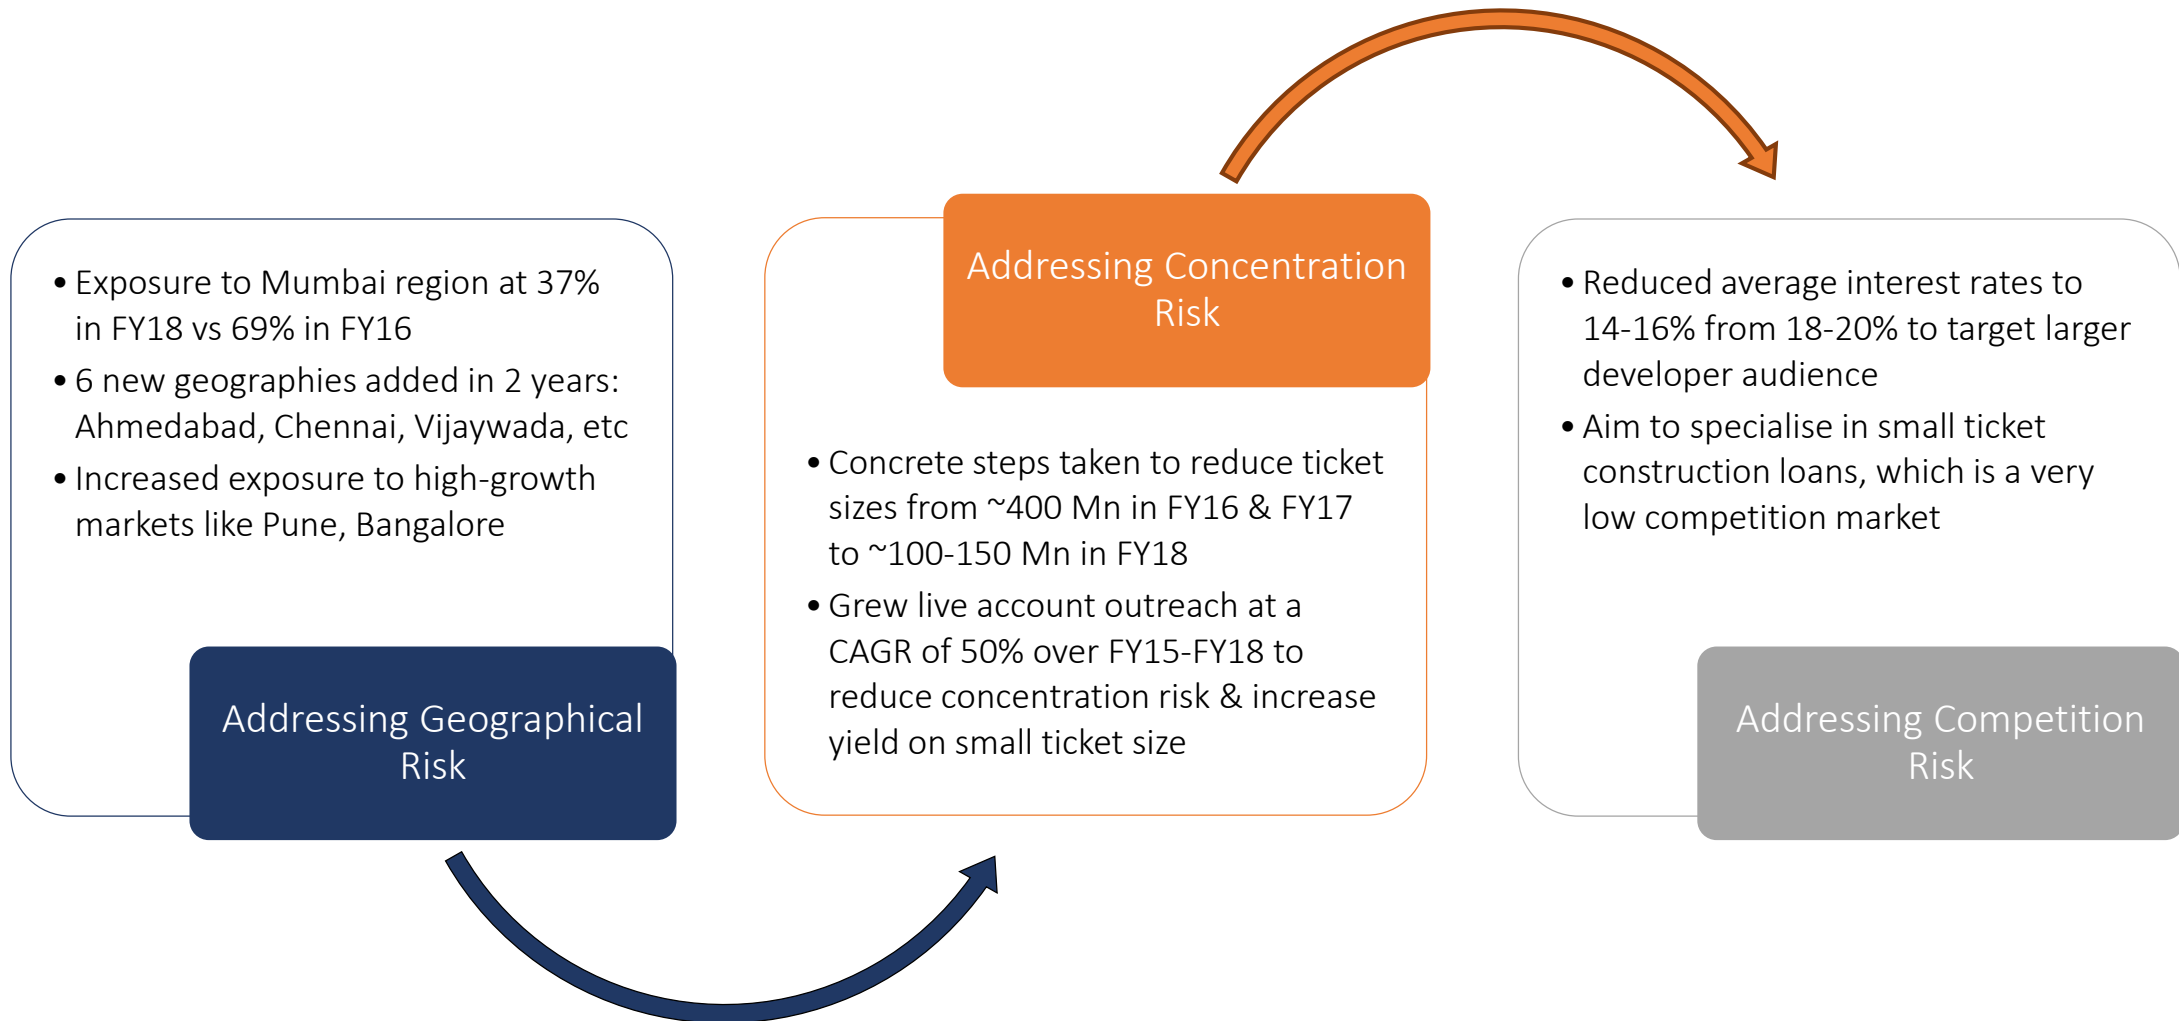 • Exposure to Mumbai region at 37%
in FY18 vs 69% in FY16
• 6 new geographies added in 2 years:
Ahmedabad, Chennai, Vijaywada, etc
• Increased exposure to high-growth
markets like Pune, Bangalore
Addressing Geographical
Risk
Addressing Concentration
Risk
• Concrete steps taken to reduce ticket
sizes from ~400 Mn in FY16 & FY17
to ~100-150 Mn in FY18
• Grew live account outreach at a
CAGR of 50% over FY15-FY18 to
reduce concentration risk & increase
yield on small ticket size
• Reduced average interest rates to
14-16% from 18-20% to target larger
developer audience
• Aim to specialise in small ticket
construction loans, which is a very
low competition market
Addressing Competition
Risk